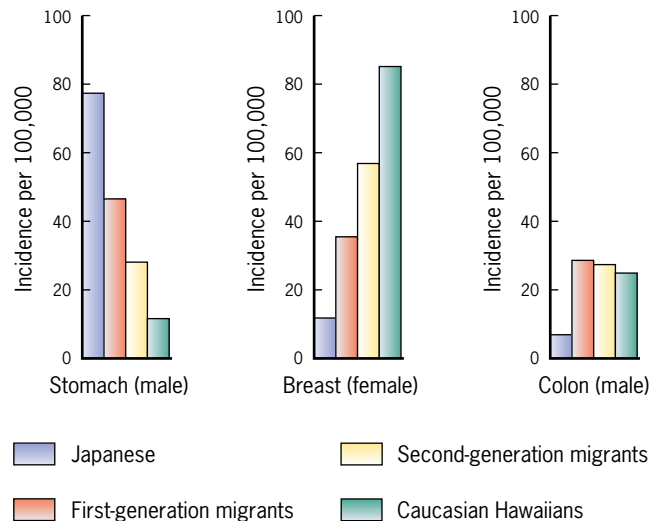 Incidence per 100,000
100
80
60
40
20
0
Stomach (male)
Incidence per 100,000
100
80
60
40
20
0
Breast (female)
Incidence per 100,000
100
80
60
40
20
0
Colon (male)
Japanese
Second-generation migrants
First-generation migrants
Caucasian Hawaiians